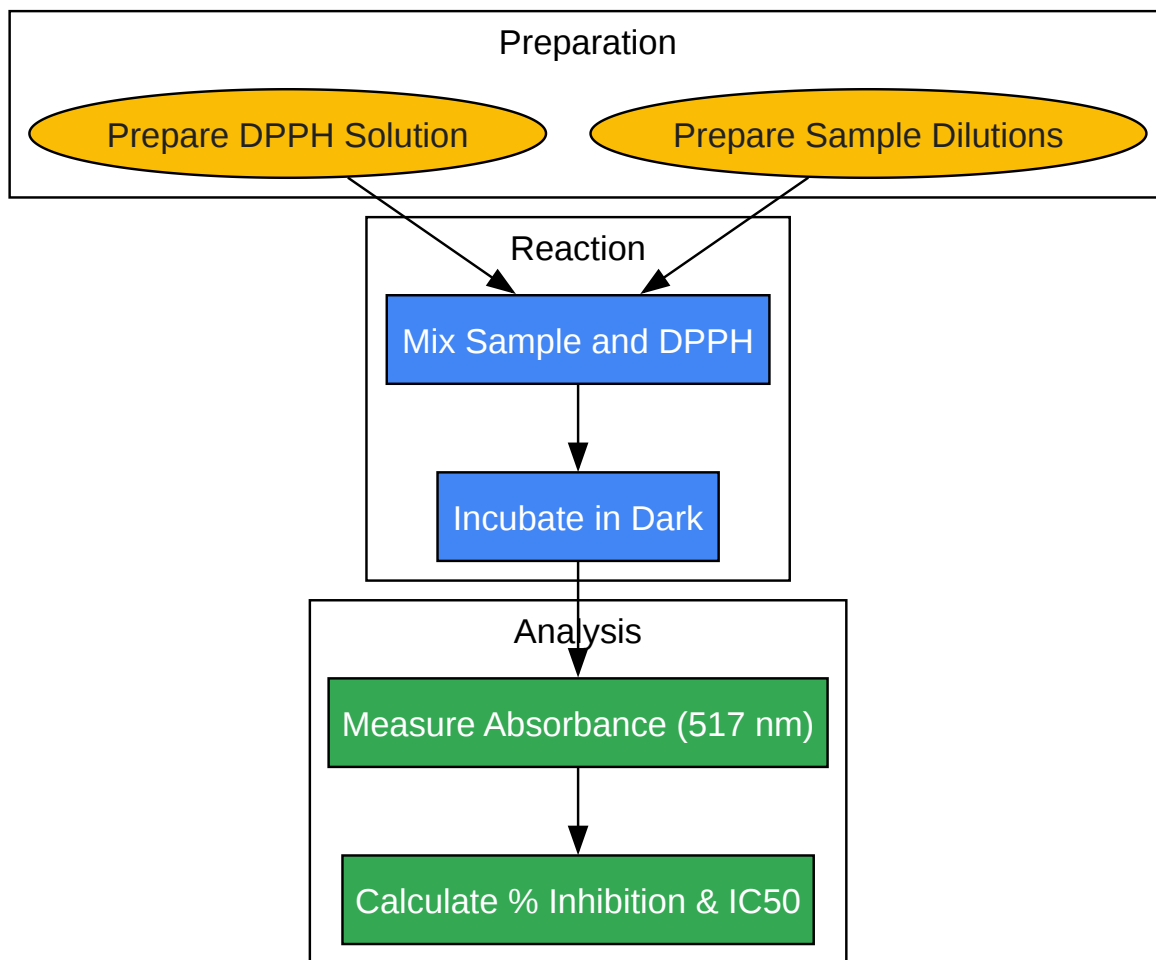 Preparation
Prepare DPPH Solution
Prepare Sample Dilutions
Reaction
Mix Sample and DPPH
Incubate in Dark
Analysis
Measure Absorbance (517 nm)
Calculate % Inhibition & IC50